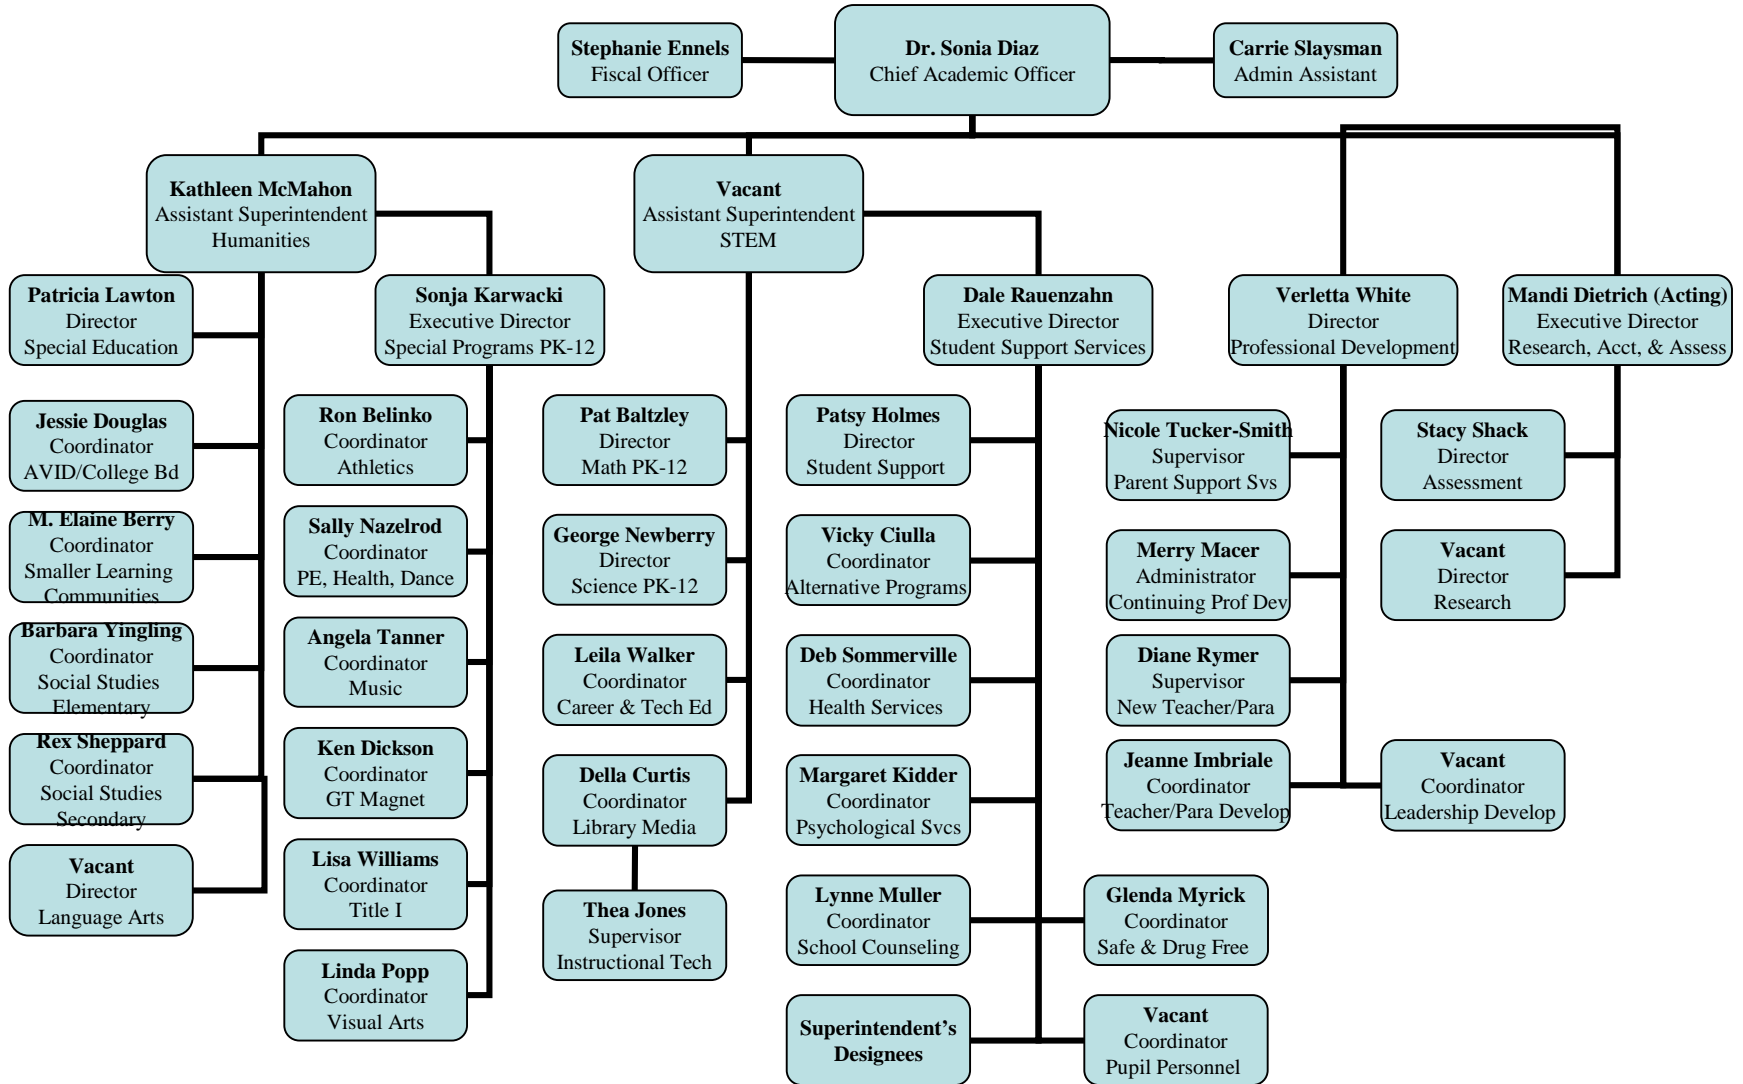 Stephanie Ennels
Fiscal Officer
Dr. Sonia Diaz
Chief Academic Officer
Carrie Slaysman
Admin Assistant
Kathleen McMahon
Assistant Superintendent
Humanities
Vacant
Assistant Superintendent
STEM
Patricia Lawton
Director
Special Education
Sonja Karwacki
Executive Director
Special Programs PK-12
Dale Rauenzahn
Executive Director
Student Support Services
Verletta White
Director
Professional Development
Mandi Dietrich (Acting)
Executive Director
Research, Acct, & Assess
Jessie Douglas
Coordinator
AVID/College Bd
M. Elaine Berry
Coordinator
Smaller Learning
Communities
Barbara Yingling
Coordinator
Social Studies
Elementary
Rex Sheppard
Coordinator
Social Studies
Secondary
Vacant
Director
Language Arts
Ron Belinko
Coordinator
Athletics
Sally Nazelrod
Coordinator
PE, Health, Dance
Angela Tanner
Coordinator
Music
Ken Dickson
Coordinator
GT Magnet
Lisa Williams
Coordinator
Title I
Linda Popp
Coordinator
Visual Arts
Pat Baltzley
Director
Math PK-12
George Newberry
Director
Science PK-12
Leila Walker
Coordinator
Career & Tech Ed
Della Curtis
Coordinator
Library Media
Thea Jones
Supervisor
Instructional Tech
Patsy Holmes
Director
Student Support
Vicky Ciulla
Coordinator
Alternative Programs
Deb Sommerville
Coordinator
Health Services
Margaret Kidder
Coordinator
Psychological Svcs
Lynne Muller
Coordinator
School Counseling
Glenda Myrick
Coordinator
Safe & Drug Free
Superintendent's
Designees
Vacant
Coordinator
Pupil Personnel
Nicole Tucker-Smith
Supervisor
Parent Support Svs
Merry Macer
Administrator
Continuing Prof Dev
Diane Rymer
Supervisor
New Teacher/Para
Jeanne Imbriale
Coordinator
Teacher/Para Develop
Vacant
Coordinator
Leadership Develop
Stacy Shack
Director
Assessment
Vacant
Director
Research